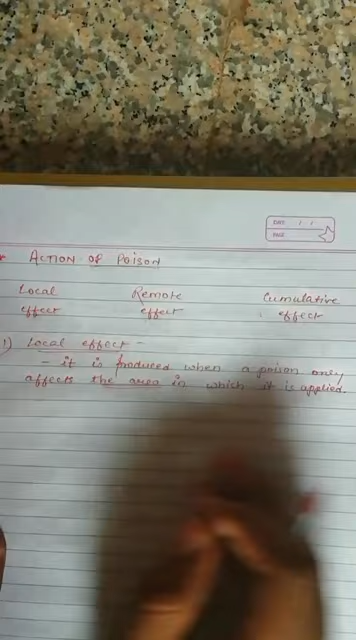 DATE: / /
PAGE:
* ACTION OF POISON
Local Remote Cumulative
effect effect effect
1) Local effect -
- it is produced when a poison only
affects the area in which it is applied.